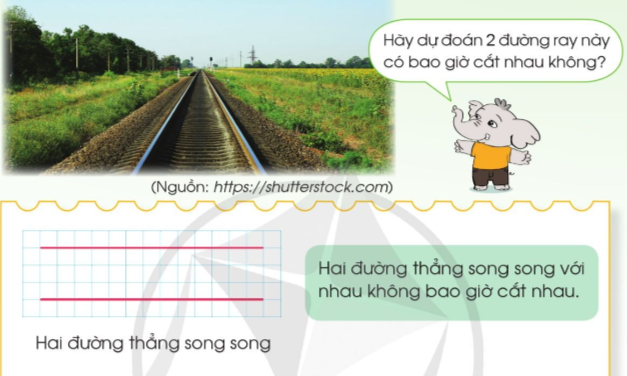 Hãy dự đoán 2 đường ray này
có bao giờ cắt nhau không?
(Nguồn: https://shutterstock.com)
Hai đường thẳng song song với
nhau không bao giờ cắt nhau.
Hai đường thẳng song song